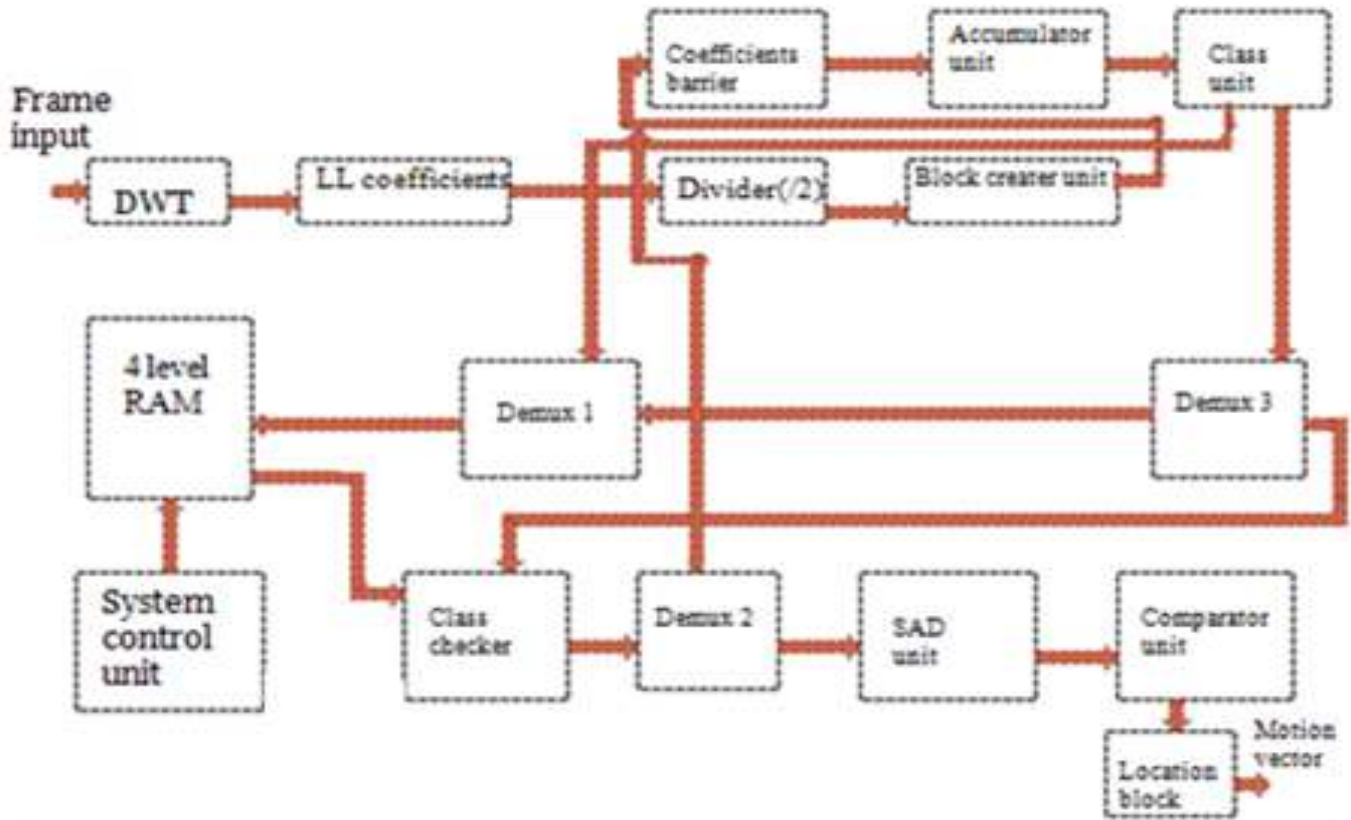 Coefficients
barrier
Accumulator
unit
Class
unit
Frame
input
DWT
LL coefficients
Divider(/2)
Block creater unit
4 level
RAM
Demux 1
Demux 3
System
control
unit
Class
checker
Demux 2
SAD
unit
Comparator
unit
Location
block
Motion
vector